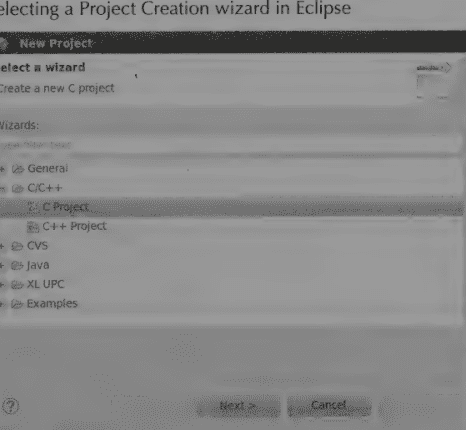 electing a Project Creation wizard in Eclipse
New Project
elect a wizard
Create a new C project
Wizards:
General
C/C++
C Project
C++ Project
CVS
Java
XL UPC
Examples
Next >
Cancel